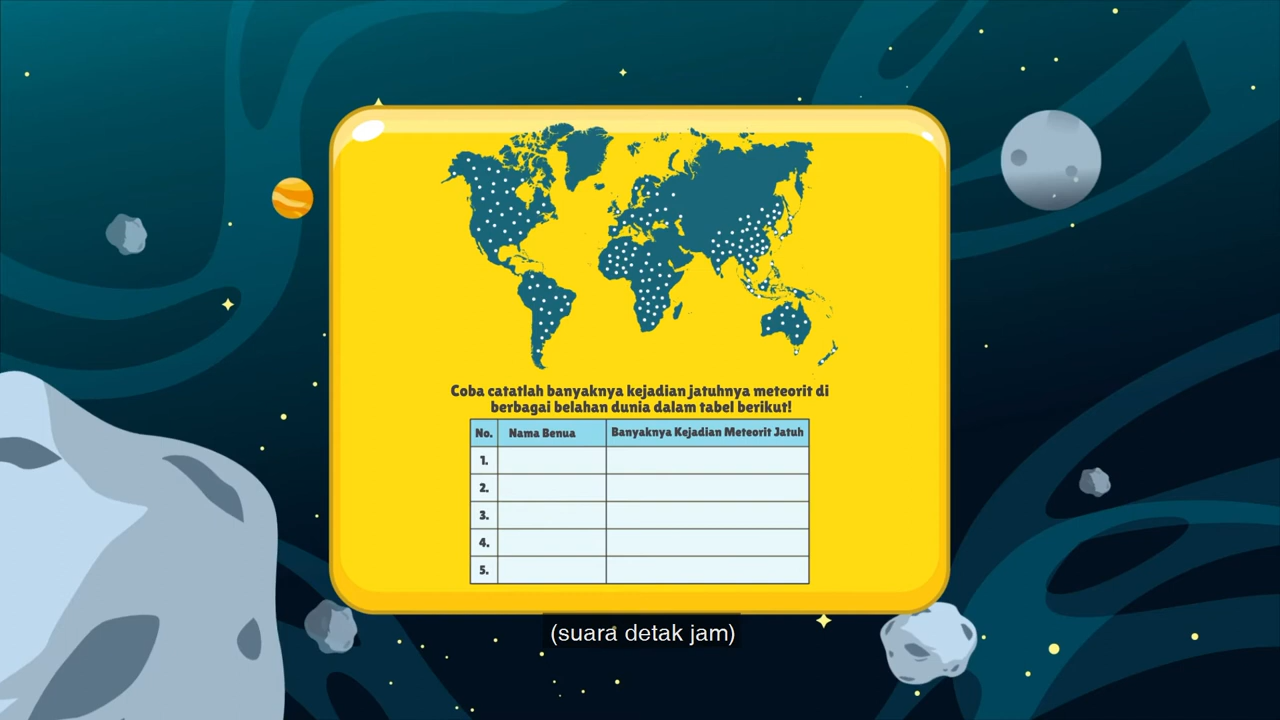 Coba catatlah banyaknya kejadian jatuhnya meteorit di
berbagai belahan dunia dalam tabel berikut!
No. Nama Benua Banyaknya Kejadian Meteorit Jatuh
1.
2.
3.
4.
5.
(suara detak jam)